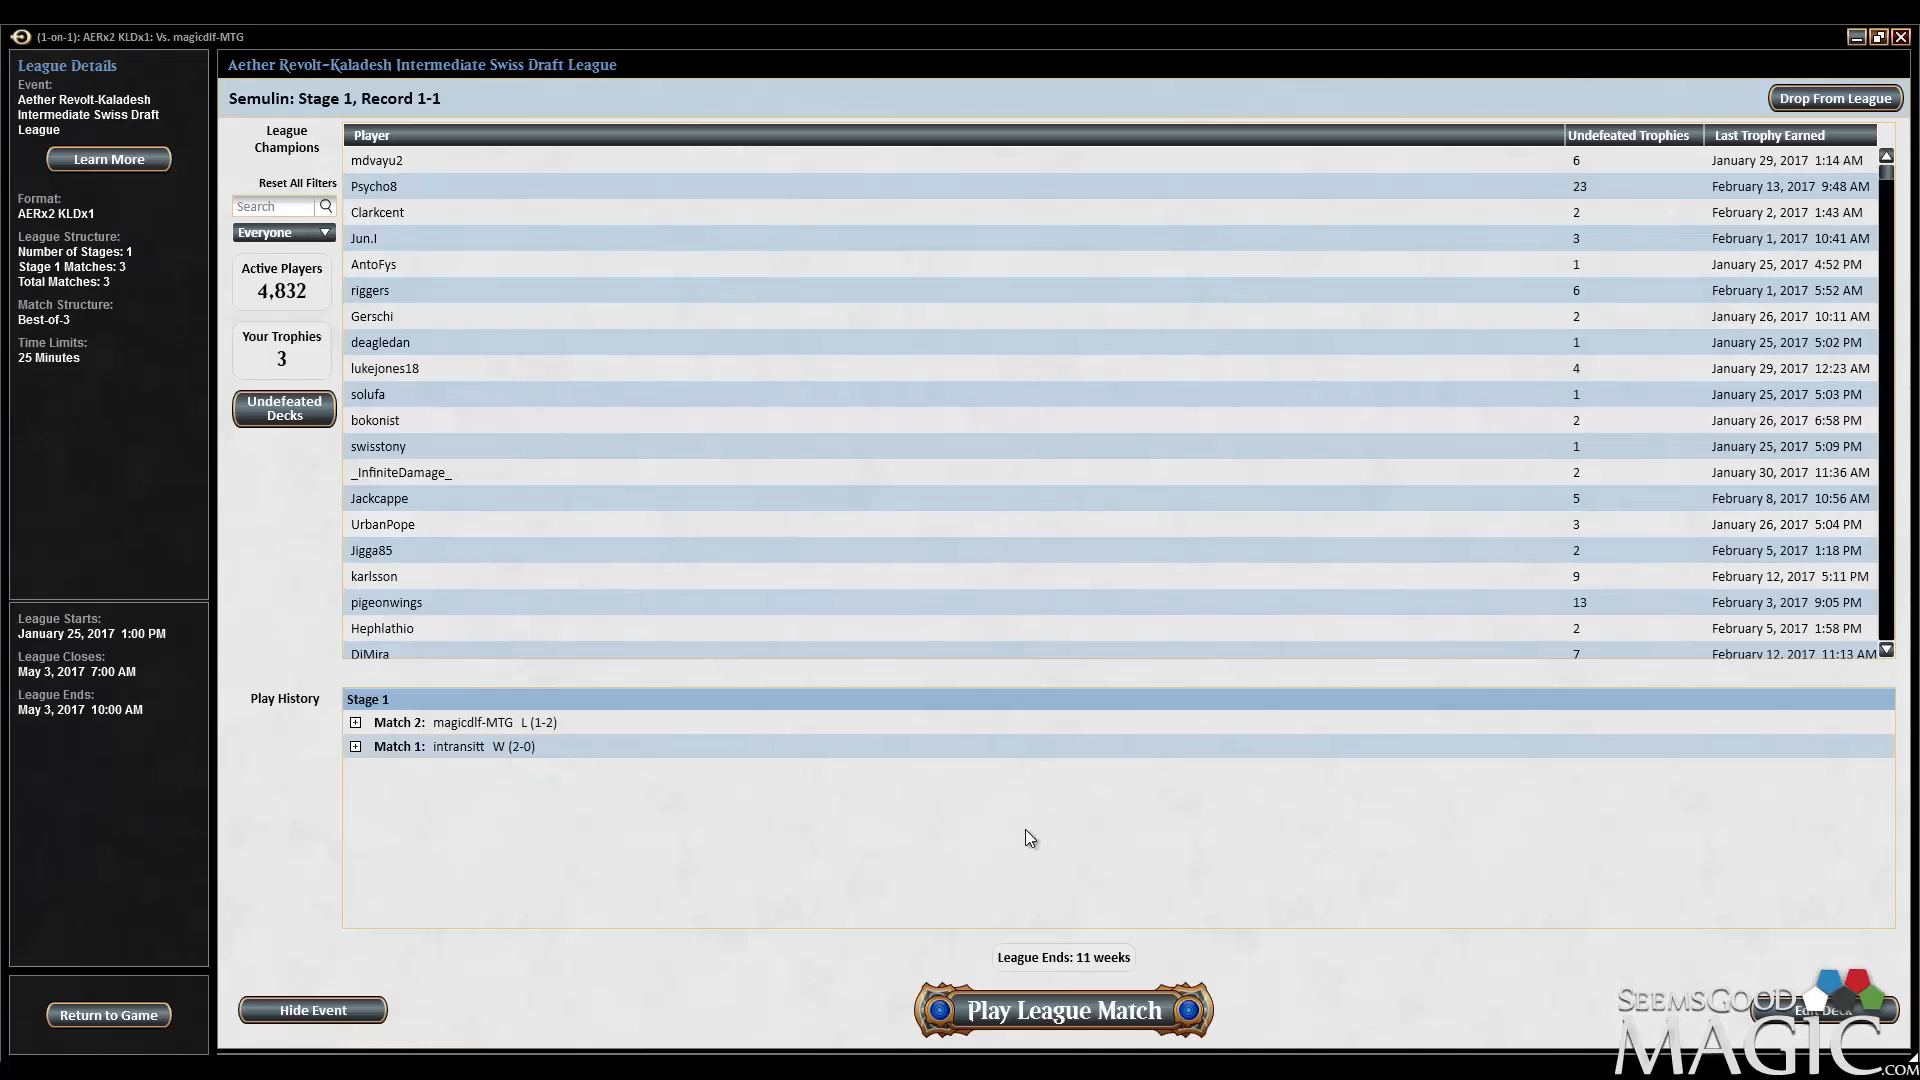 (1-on-1): AERx2 KLDx1: Vs. magicdlf-MTG
League Details
Event:
Aether Revolt-Kaladesh
Intermediate Swiss Draft
League
Learn More
Format:
AERx2 KLDx1
League Structure:
Number of Stages: 1
Stage 1 Matches: 3
Total Matches: 3
Match Structure:
Best-of-3
Time Limits:
25 Minutes
League Starts:
January 25, 2017 1:00 PM
League Closes:
May 3, 2017 7:00 AM
League Ends:
May 3, 2017 10:00 AM
Return to Game
Aether Revolt-Kaladesh Intermediate Swiss Draft League
Semulin: Stage 1, Record 1-1
Drop From League
League
Champions
Reset All Filters
Search
Everyone
Active Players
4,832
Your Trophies
3
Undefeated
Decks
Player Undefeated Trophies Last Trophy Earned
mdvayu2 6 January 29, 2017 1:14 AM
Psycho8 23 February 13, 2017 9:48 AM
Clarkcent 2 February 2, 2017 1:43 AM
Jun.I 3 February 1, 2017 10:41 AM
AntoFys 1 January 25, 2017 4:52 PM
riggers 6 February 1, 2017 5:52 AM
Gerschi 2 January 26, 2017 10:11 AM
deagledan 1 January 25, 2017 5:02 PM
lukejones18 4 January 29, 2017 12:23 AM
solufa 1 January 25, 2017 5:03 PM
bokonist 2 January 26, 2017 6:58 PM
swisstony 1 January 25, 2017 5:09 PM
_InfiniteDamage_ 2 January 30, 2017 11:36 AM
Jackcappe 5 February 8, 2017 10:56 AM
UrbanPope 3 January 26, 2017 5:04 PM
Jigga85 2 February 5, 2017 1:18 PM
karlsson 9 February 12, 2017 5:11 PM
pigeonwings 13 February 3, 2017 9:05 PM
Hephlathio 2 February 5, 2017 1:58 PM
DiMira 7 February 12, 2017 11:13 AM
Play History
Stage 1
Match 2: magicdlf-MTG L (1-2)
Match 1: intransitt W (2-0)
League Ends: 11 weeks
Hide Event
Play League Match
Edit Deck
SEEMSGOOD
MAGIC.COM